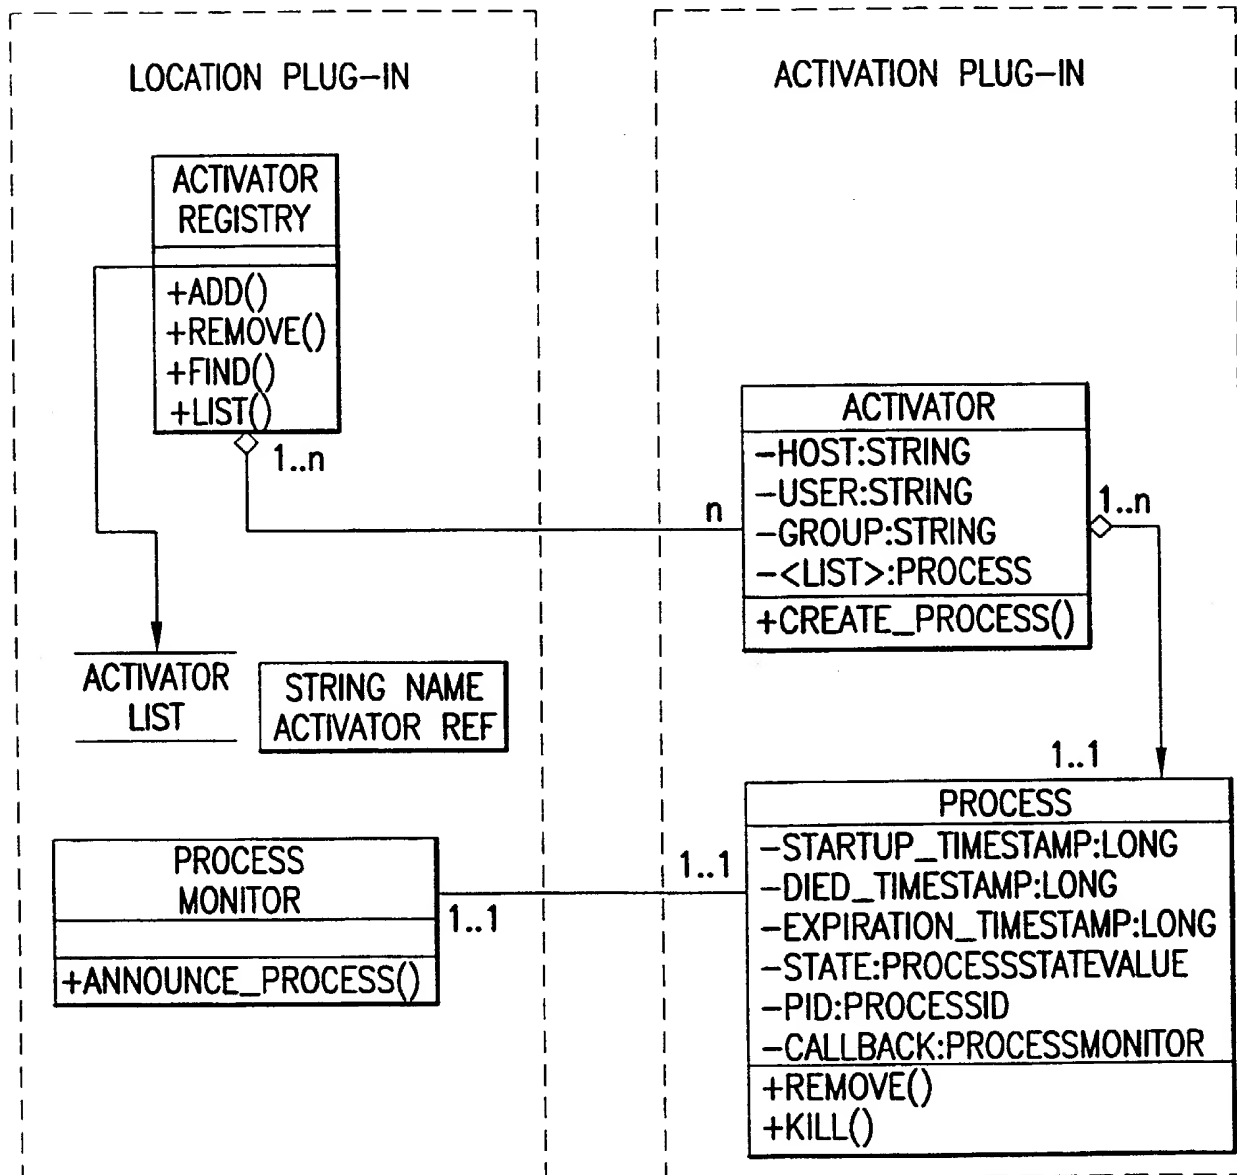 LOCATION PLUG-IN
ACTIVATION PLUG-IN
ACTIVATOR
REGISTRY
+ADD()
+REMOVE()
+FIND()
+LIST()
1..n
n
ACTIVATOR
-HOST:STRING
-USER:STRING
-GROUP:STRING
-<LIST>:PROCESS
+CREATE_PROCESS()
1..n
ACTIVATOR
LIST
STRING NAME
ACTIVATOR REF
1..1
PROCESS
MONITOR
+ANNOUNCE_PROCESS()
1..1
1..1
PROCESS
-STARTUP_TIMESTAMP:LONG
-DIED_TIMESTAMP:LONG
-EXPIRATION_TIMESTAMP:LONG
-STATE:PROCESSSTATEVALUE
-PID:PROCESSID
-CALLBACK:PROCESSMONITOR
+REMOVE()
+KILL()